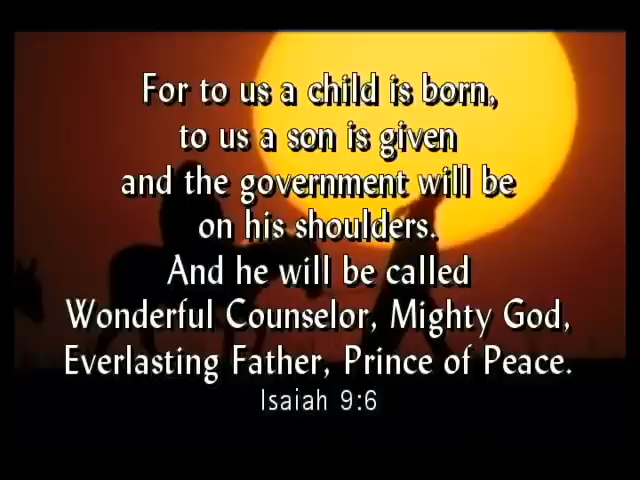 For to us a child is born,
to us a son is given
and the government will be
on his shoulders.
And he will be called
Wonderful Counselor, Mighty God,
Everlasting Father, Prince of Peace.
Isaiah 9:6